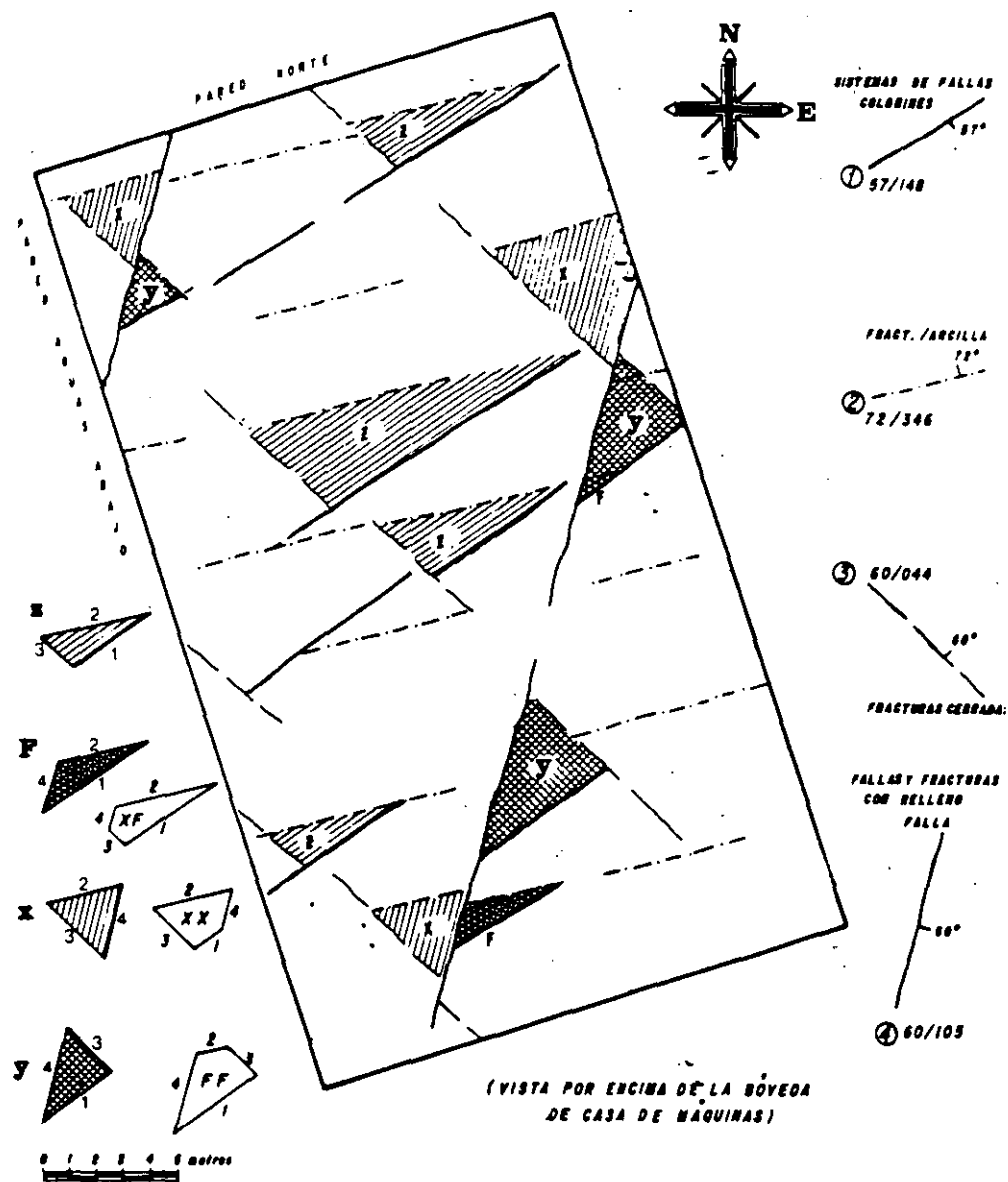 PARED NORTE
N
E
SISTEMAS DE FALLAS
COLOMINES
57°
① 57/148
PARED AGUAS ABAJO
Z
X
y
X
FRACT./ARCILLA
72°
② 72/346
Z
y
F
③ 60/044
60°
FRACTURAS CERRADAS
z
2
3
1
F
2
4
1
2
4
XF
1
3
y
FALLAS Y FRACTURAS
CON RELLENO
FALLA
60°
④ 60/105
Z
X
F
x
2
4
3
2
XX
4
3
1
y
3
4
1
2
3
4
FF
1
(VISTA POR ENCIMA DE LA BÓVEDA
DE CASA DE MÁQUINAS)
0 1 2 3 4 5 metros